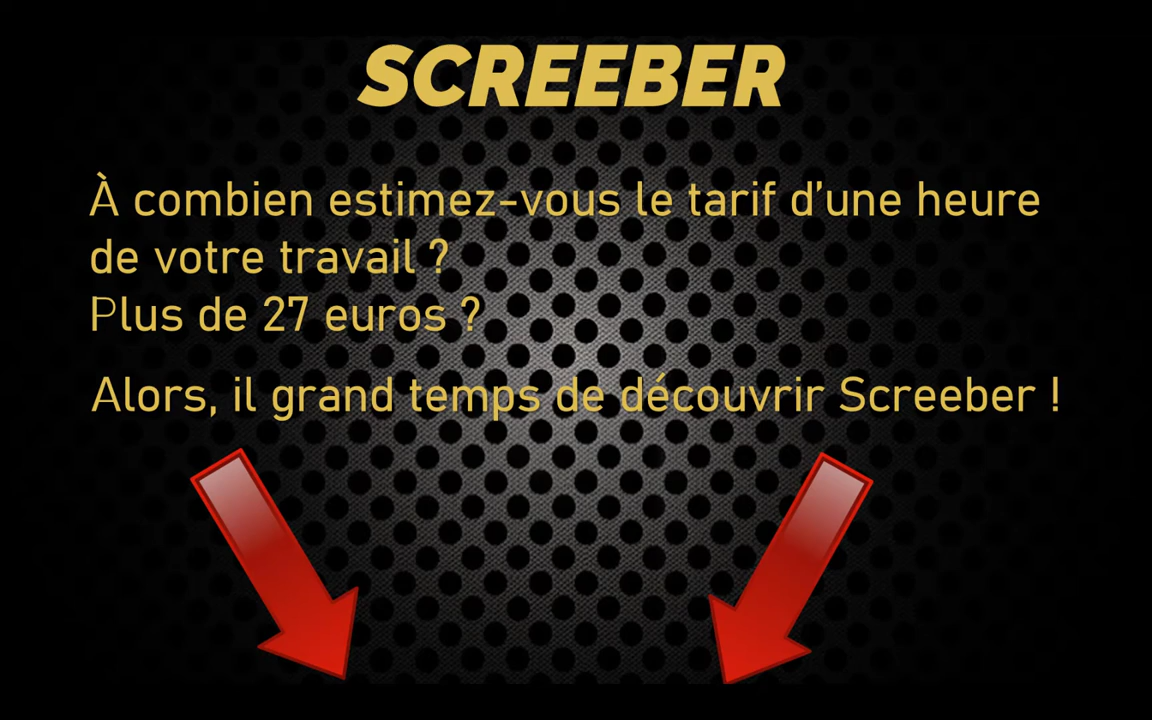 SCREEBER
À combien estimez-vous le tarif d’une heure
de votre travail ?
Plus de 27 euros ?
Alors, il grand temps de découvrir Screeber !